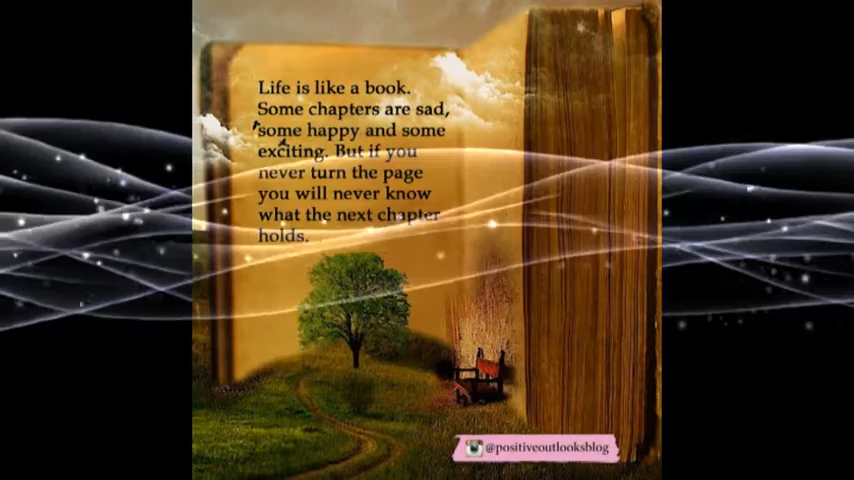 Life is like a book.
Some chapters are sad,
some happy and some
exciting. But if you
never turn the page
you will never know
what the next chapter
holds.
@positiveoutlooksblog